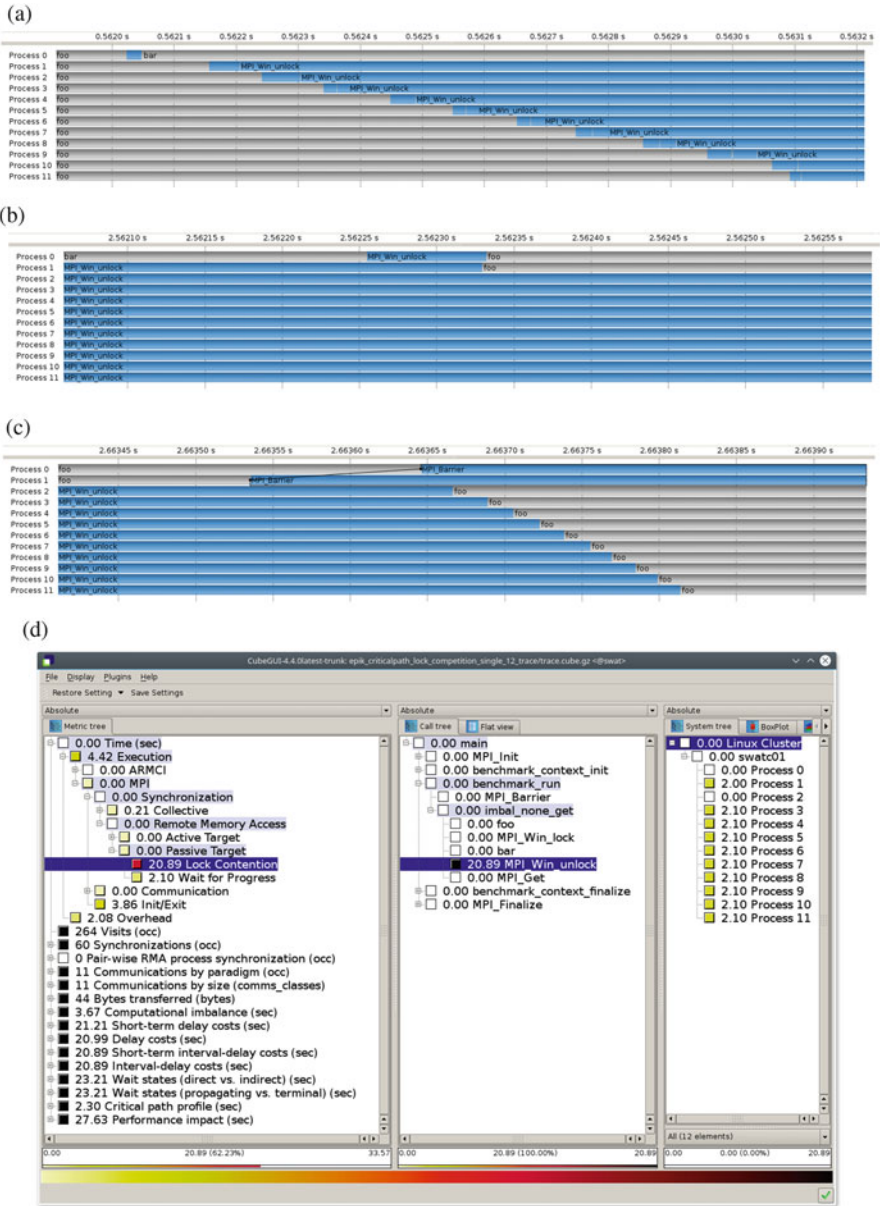 (a)
0.5620 s 0.5621 s 0.5622 s 0.5623 s 0.5624 s 0.5625 s 0.5626 s 0.5627 s 0.5628 s 0.5629 s 0.5630 s 0.5631 s 0.5632 s
Process 0 foo bar
Process 1 foo MPI_Win_unlock
Process 2 foo MPI_Win_unlock
Process 3 foo MPI_Win_unlock
Process 4 foo MPI_Win_unlock
Process 5 foo MPI_Win_unlock
Process 6 foo MPI_Win_unlock
Process 7 foo MPI_Win_unlock
Process 8 foo MPI_Win_unlock
Process 9 foo MPI_Win_unlock
Process 10 foo
Process 11 foo
(b)
2.56210 s 2.56215 s 2.56220 s 2.56225 s 2.56230 s 2.56235 s 2.56240 s 2.56245 s 2.56250 s 2.56255 s
Process 0 bar MPI_Win_unlock foo
Process 1 MPI_Win_unlock foo
Process 2 MPI_Win_unlock
Process 3 MPI_Win_unlock
Process 4 MPI_Win_unlock
Process 5 MPI_Win_unlock
Process 6 MPI_Win_unlock
Process 7 MPI_Win_unlock
Process 8 MPI_Win_unlock
Process 9 MPI_Win_unlock
Process 10 MPI_Win_unlock
Process 11 MPI_Win_unlock
(c)
2.66345 s 2.66350 s 2.66355 s 2.66360 s 2.66365 s 2.66370 s 2.66375 s 2.66380 s 2.66385 s 2.66390 s
Process 0 foo MPI_Barrier
Process 1 foo MPI_Barrier
Process 2 MPI_Win_unlock foo
Process 3 MPI_Win_unlock foo
Process 4 MPI_Win_unlock foo
Process 5 MPI_Win_unlock foo
Process 6 MPI_Win_unlock foo
Process 7 MPI_Win_unlock foo
Process 8 MPI_Win_unlock foo
Process 9 MPI_Win_unlock foo
Process 10 MPI_Win_unlock foo
Process 11 MPI_Win_unlock foo
(d)
CubeGUI-4.4.0latest-trunk: epik_criticalpath_lock_competition_single_12_trace/trace.cube.gz <@swat>
File Display Plugins Help
Restore Setting Save Settings
Absolute
Metric tree
0.00 Time (sec)
4.42 Execution
0.00 ARMCI
0.00 MPI
0.00 Synchronization
0.21 Collective
0.00 Remote Memory Access
0.00 Active Target
0.00 Passive Target
20.89 Lock Contention
2.10 Wait for Progress
0.00 Communication
3.86 Init/Exit
2.08 Overhead
264 Visits (occ)
60 Synchronizations (occ)
0 Pair-wise RMA process synchronization (occ)
11 Communications by paradigm (occ)
11 Communications by size (comms_classes)
44 Bytes transferred (bytes)
3.67 Computational imbalance (sec)
21.21 Short-term delay costs (sec)
20.99 Delay costs (sec)
20.89 Short-term interval-delay costs (sec)
20.89 Interval-delay costs (sec)
23.21 Wait states (direct vs. indirect) (sec)
23.21 Wait states (propagating vs. terminal) (sec)
2.30 Critical path profile (sec)
27.63 Performance impact (sec)
0.00 20.89 (62.23%) 33.57
Absolute
Call tree Flat view
0.00 main
0.00 MPI_Init
0.00 benchmark_context_init
0.00 benchmark_run
0.00 MPI_Barrier
0.00 imbal_none_get
0.00 foo
0.00 MPI_Win_lock
0.00 bar
20.89 MPI_Win_unlock
0.00 MPI_Get
0.00 benchmark_context_finalize
0.00 MPI_Finalize
0.00 20.89 (100.00%) 20.89
Absolute
System tree BoxPlot
0.00 Linux Cluster
0.00 swatc01
0.00 Process 0
2.00 Process 1
0.00 Process 2
2.10 Process 3
2.10 Process 4
2.10 Process 5
2.10 Process 6
2.10 Process 7
2.10 Process 8
2.10 Process 9
2.10 Process 10
2.10 Process 11
All (12 elements)
0.00 0.00 (0.00%) 20.89